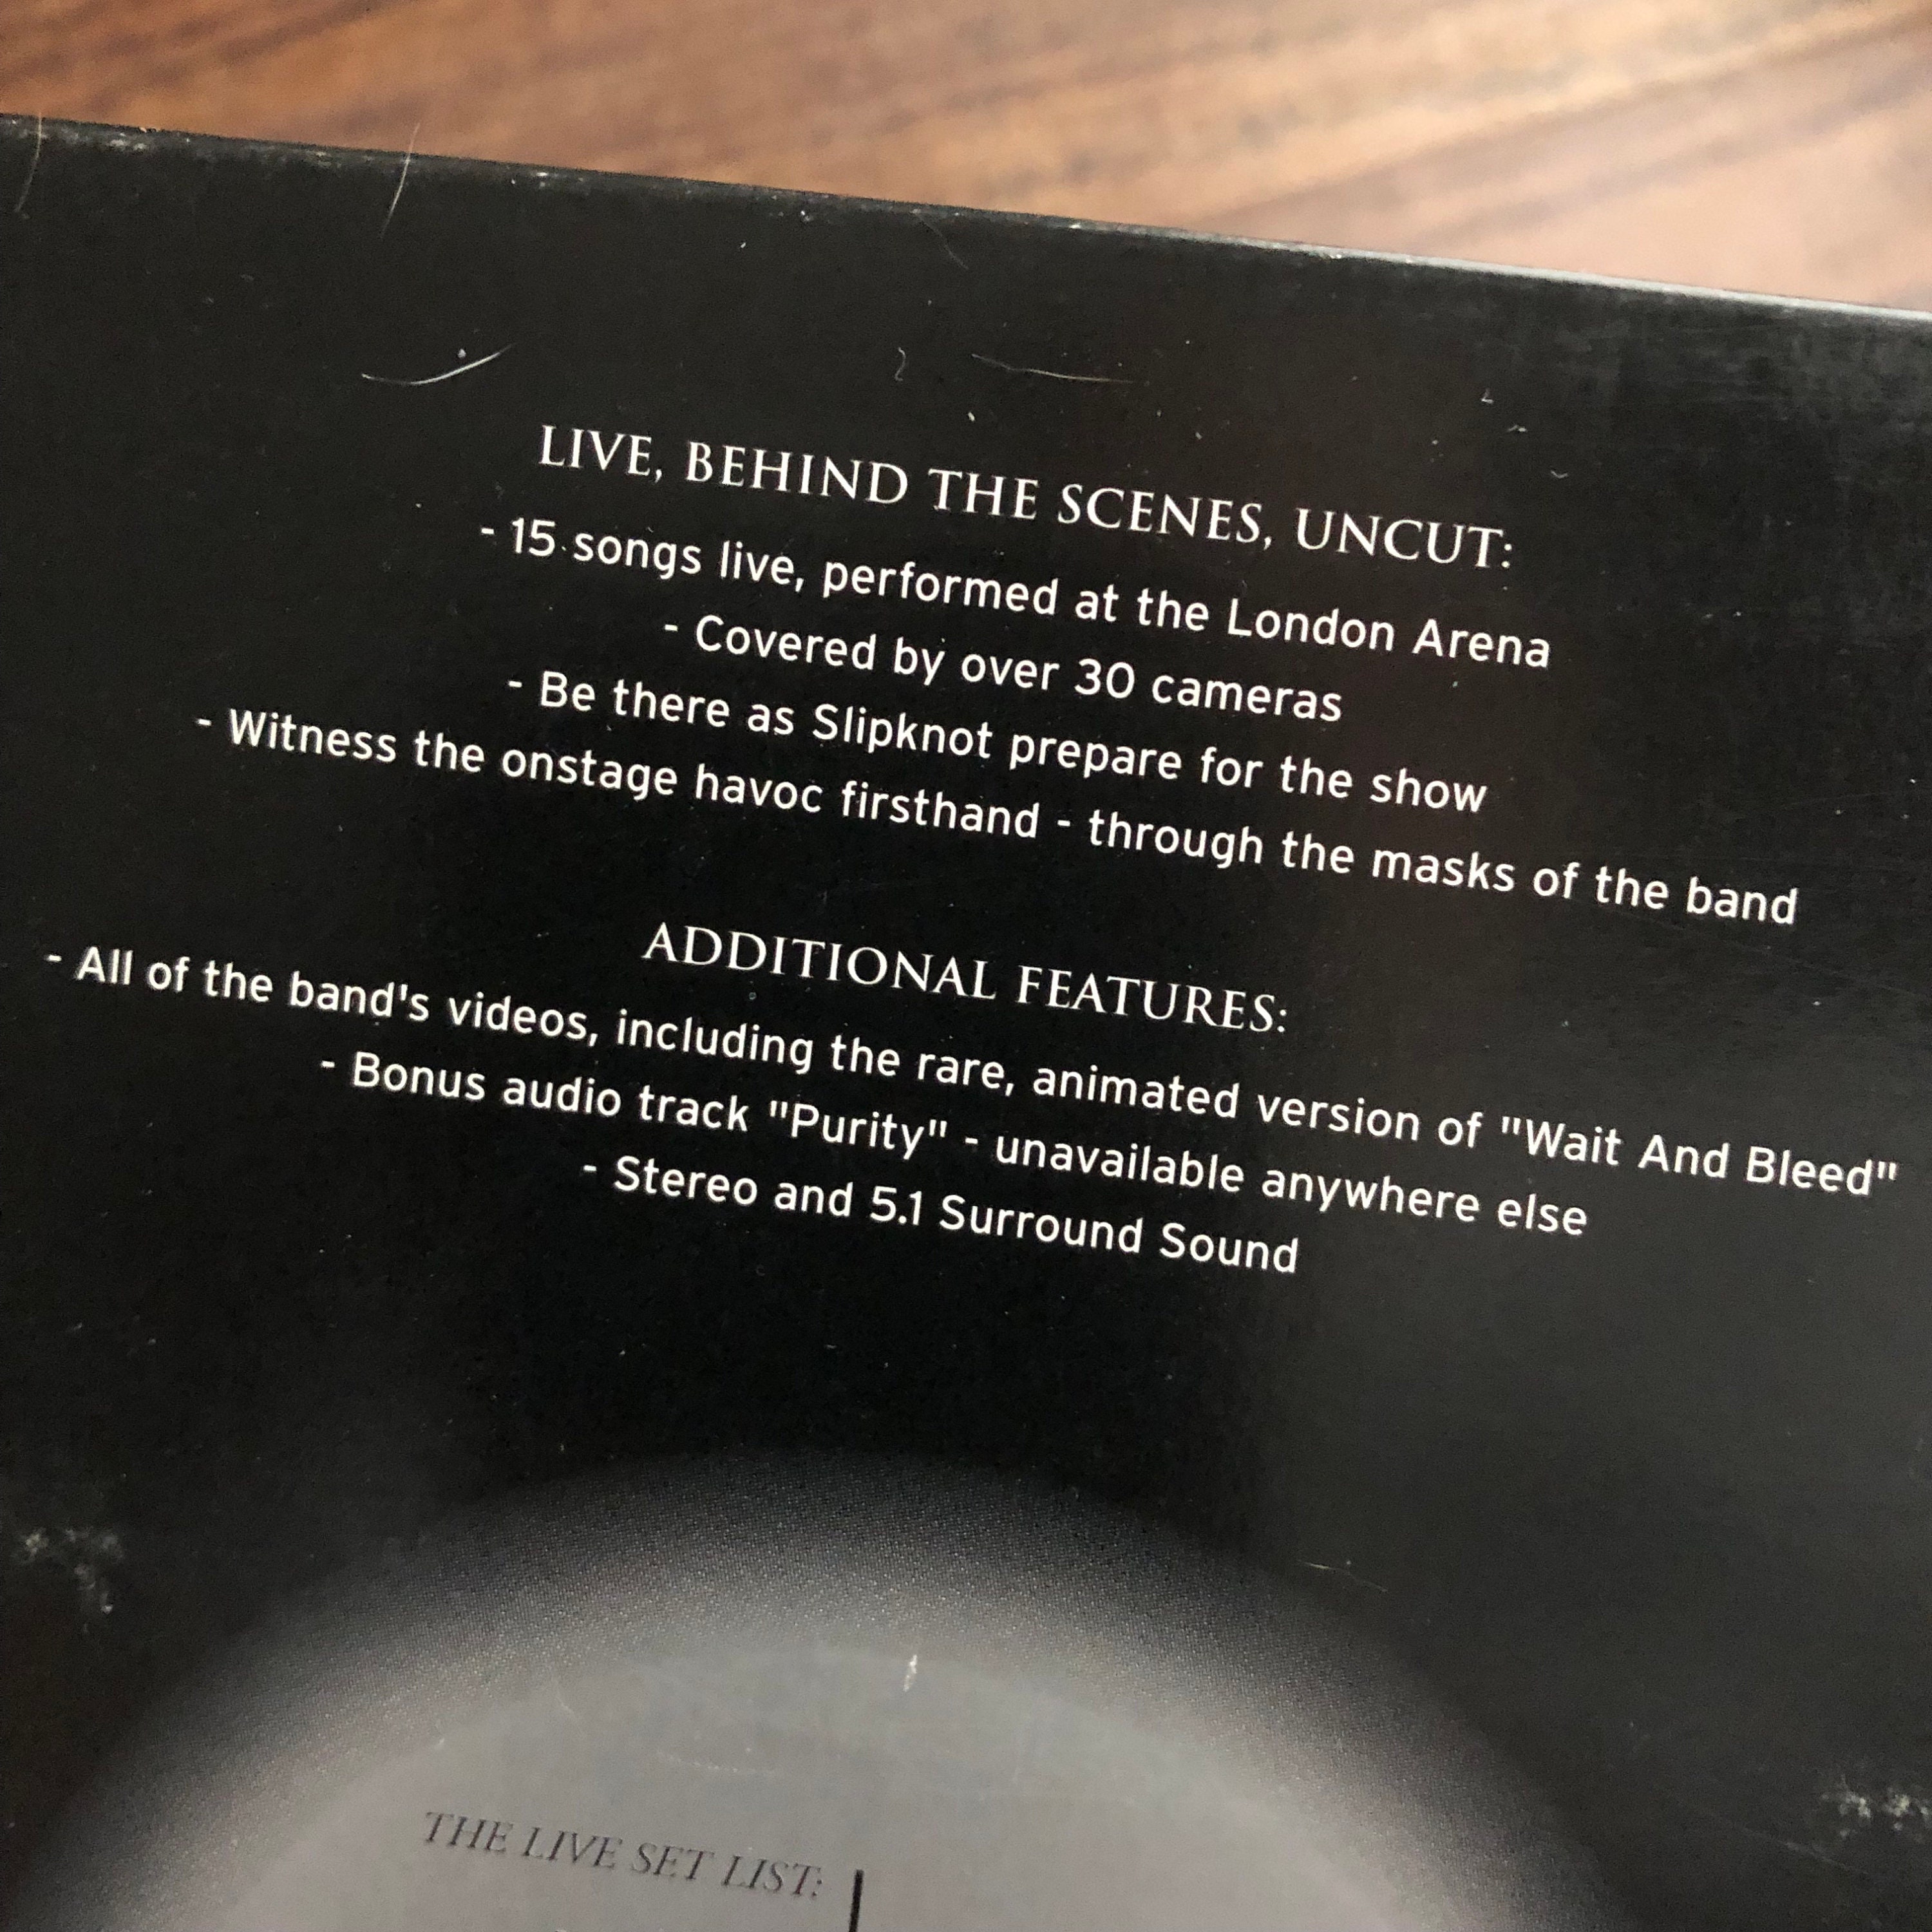 LIVE, BEHIND THE SCENES, UNCUT:
- 15 songs live, performed at the London Arena
- Covered by over 30 cameras
- Be there as Slipknot prepare for the show
- Witness the onstage havoc firsthand - through the masks of the band
ADDITIONAL FEATURES:
- All of the band's videos, including the rare, animated version of "Wait And Bleed"
- Bonus audio track "Purity" - unavailable anywhere else
- Stereo and 5.1 Surround Sound
THE LIVE SET LIST: